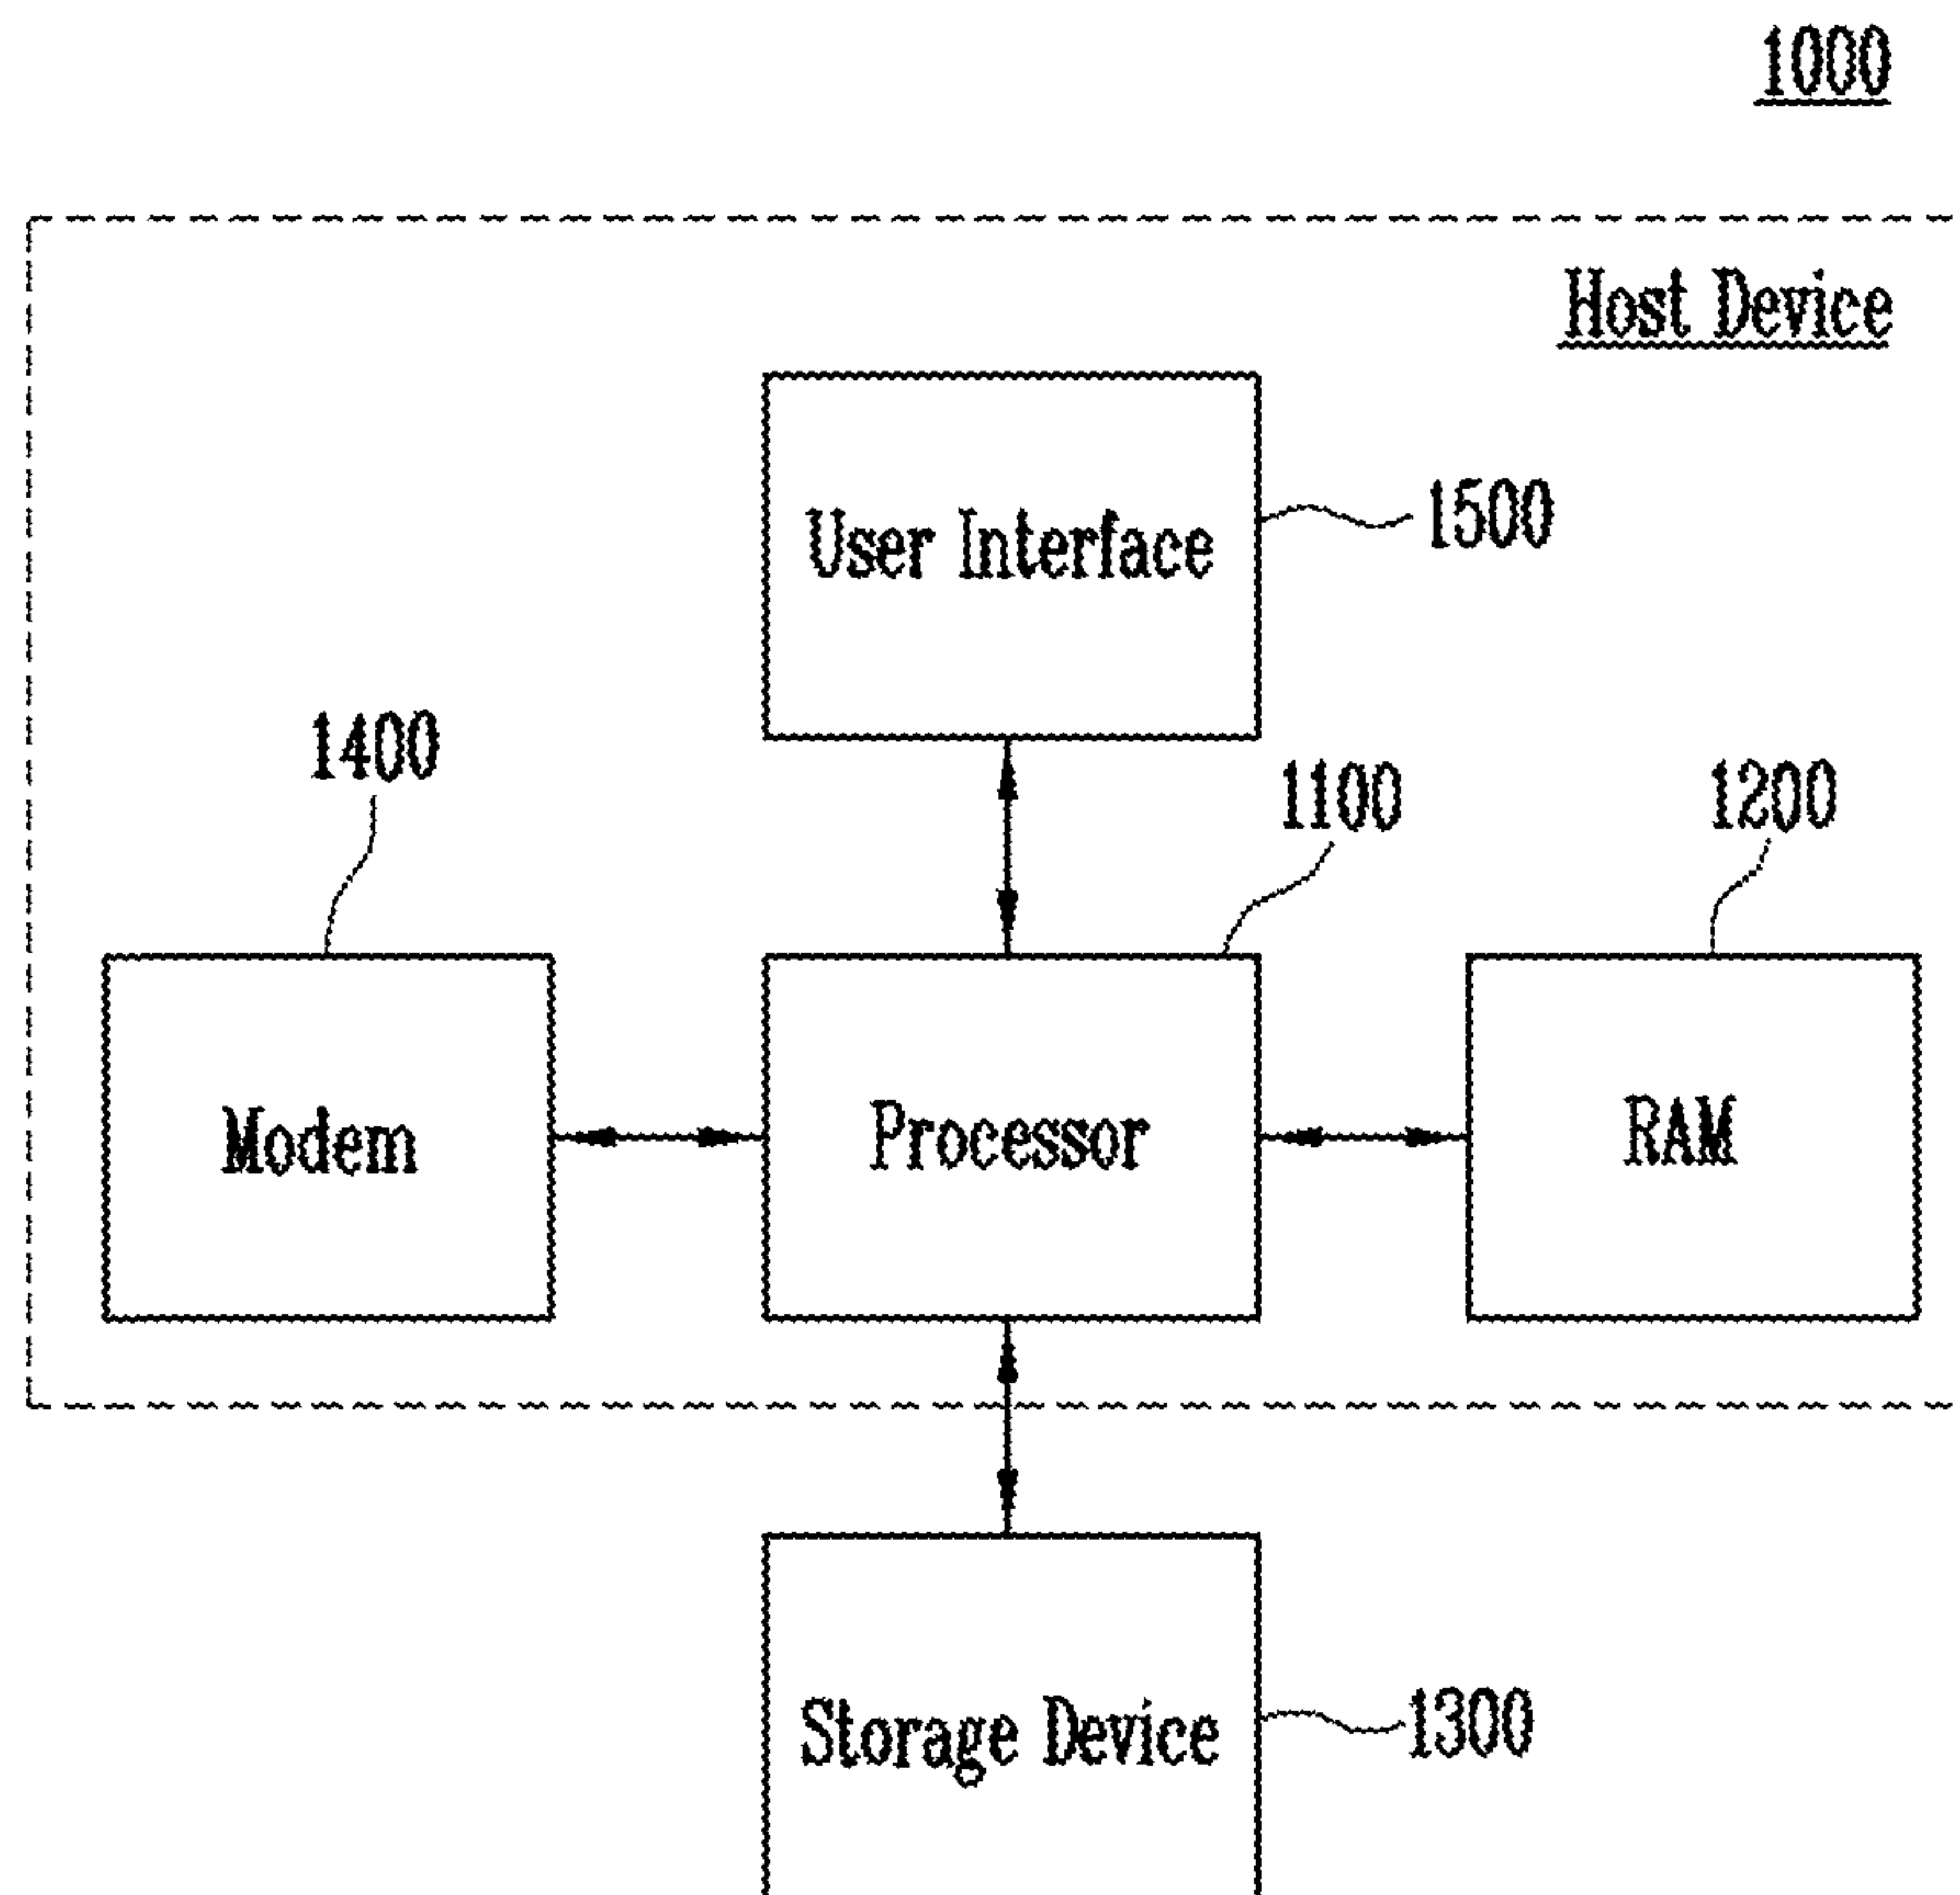 1000
Host Device
User Interface
1500
1400
1100
1200
Modem
Processor
RAM
Storage Device
1300